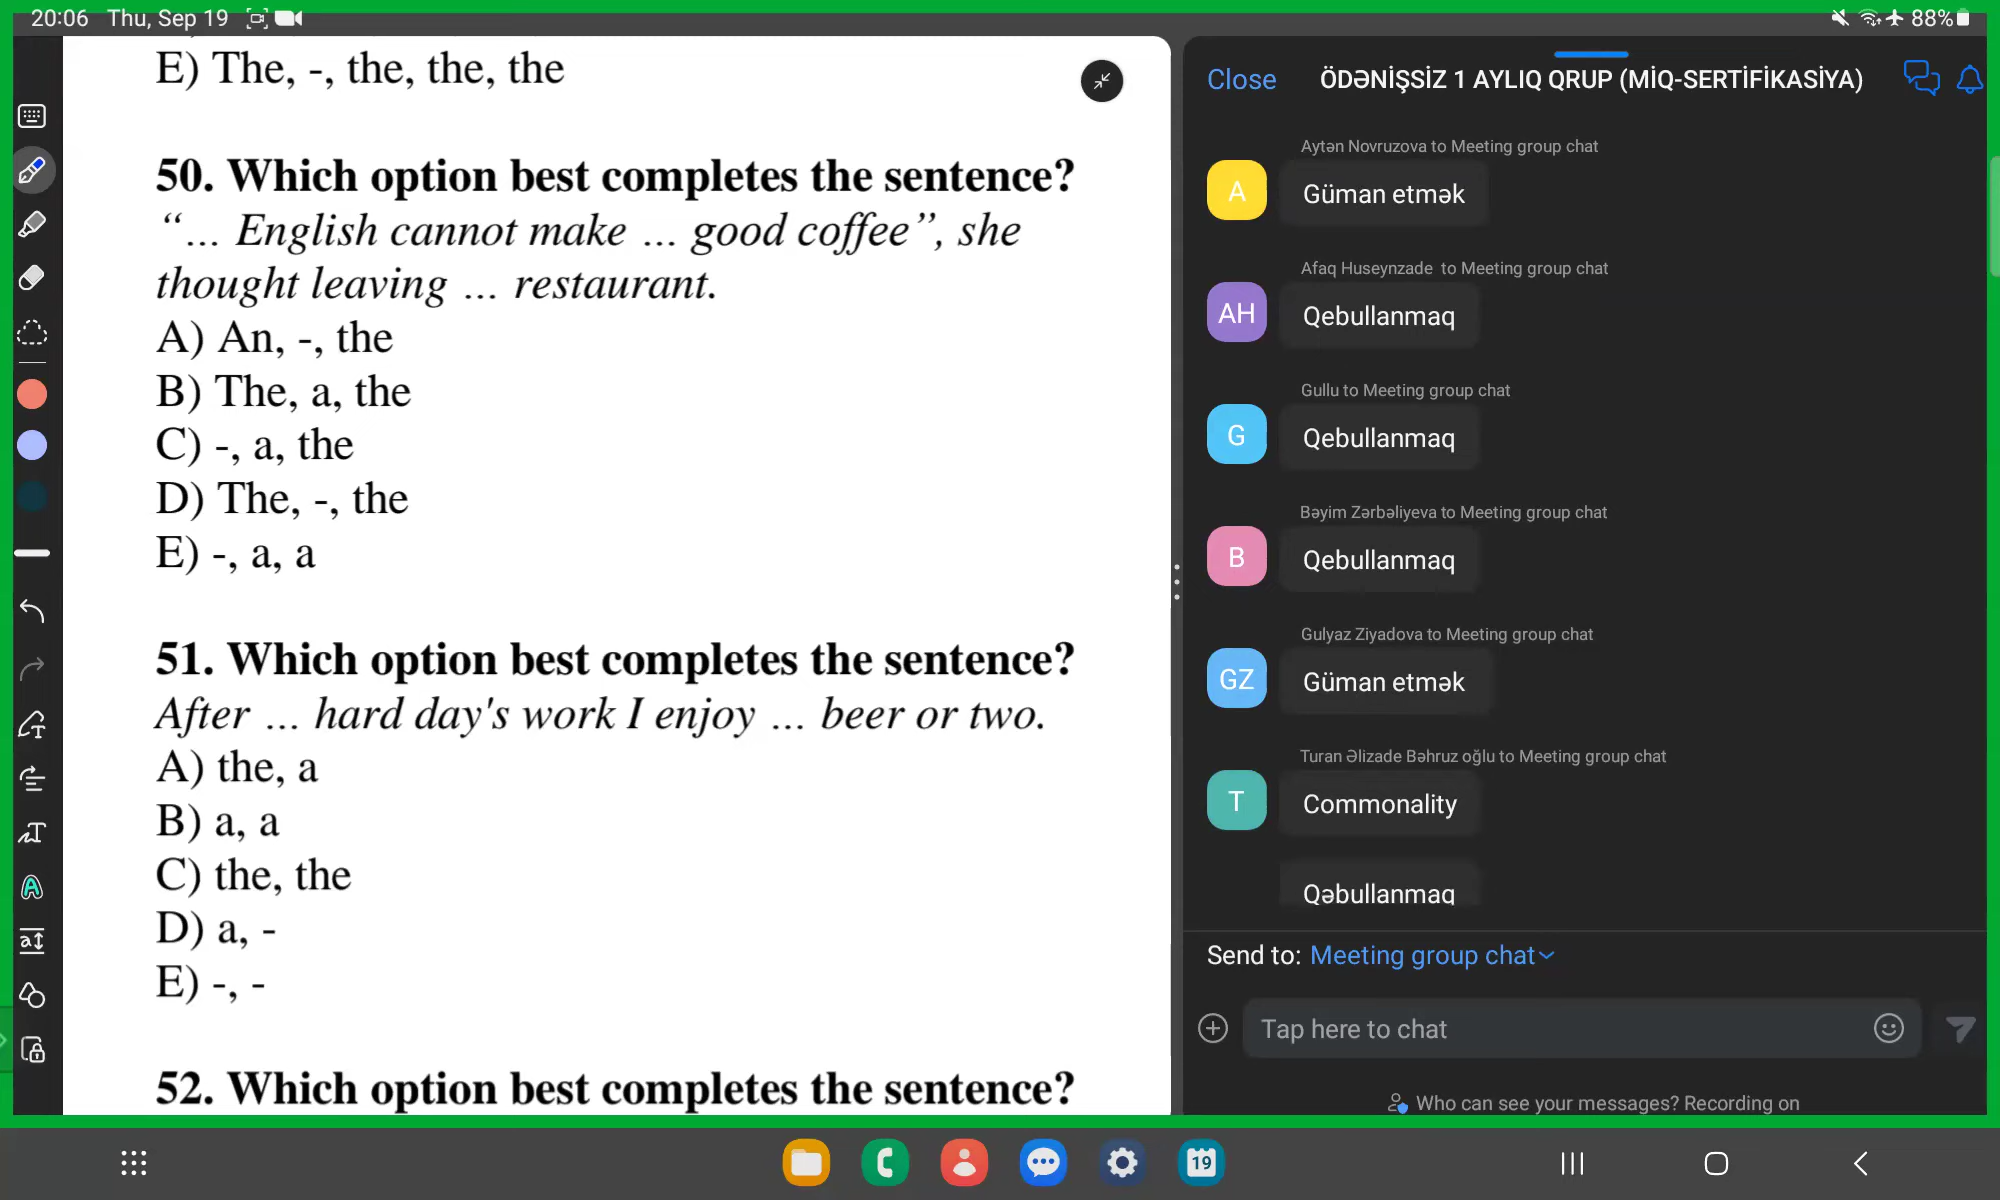 20:06 Thu, Sep 19
88%
E) The, -, the, the, the
50. Which option best completes the sentence?
“... English cannot make ... good coffee”, she
thought leaving ... restaurant.
A) An, -, the
B) The, a, the
C) -, a, the
D) The, -, the
E) -, a, a
51. Which option best completes the sentence?
After ... hard day's work I enjoy ... beer or two.
A) the, a
B) a, a
C) the, the
D) a, -
E) -, -
52. Which option best completes the sentence?
Close ÖDƏNİŞSİZ 1 AYLIQ QRUP (MİQ-SERTİFİKASİYA)
Aytən Novruzova to Meeting group chat
A
Güman etmək
Afaq Huseynzade to Meeting group chat
AH
Qebullanmaq
Gullu to Meeting group chat
G
Qebullanmaq
Bəyim Zərbəliyeva to Meeting group chat
B
Qebullanmaq
Gulyaz Ziyadova to Meeting group chat
GZ
Güman etmək
Turan Əlizade Bəhruz oğlu to Meeting group chat
T
Commonality
Qəbullanmaq
Send to: Meeting group chat
Tap here to chat
Who can see your messages? Recording on
19